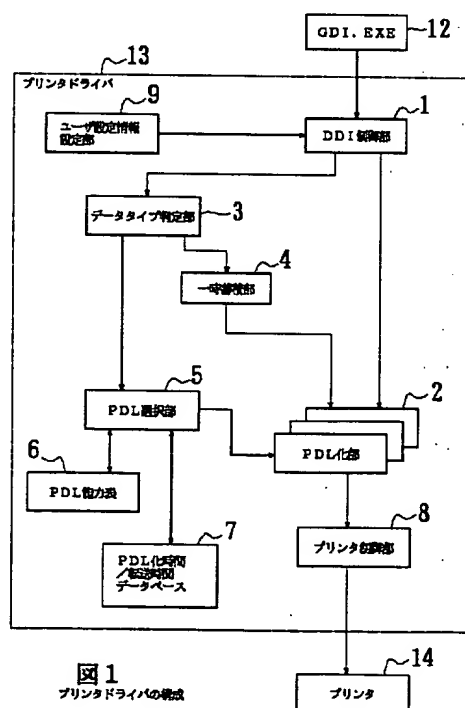 GDI.EXE
12
13
プリンタドライバ
9
ユーザ設定情報
設定部
1
DDI制御部
データタイプ判定部
3
4
一時蓄積部
5
PDL選択部
2
PDL化部
6
PDL能力表
7
PDL化時間
/転送時間
データベース
8
プリンタ制御部
図1
プリンタドライバの構成
14
プリンタ